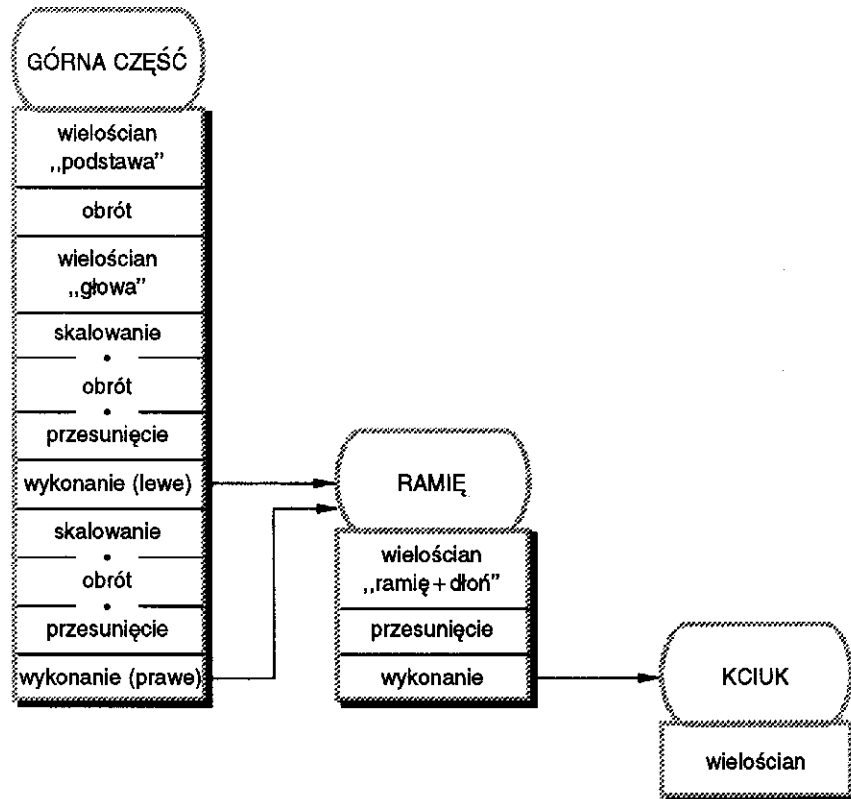 GÓRNA CZĘŚĆ
wielościan
,,podstawa”
obrót
wielościan
,,głowa”
skalowanie
obrót
przesunięcie
wykonanie (lewe)
skalowanie
obrót
przesunięcie
wykonanie (prawe)
RAMIĘ
wielościan
,,ramię+dłoń”
przesunięcie
wykonanie
KCIUK
wielościan